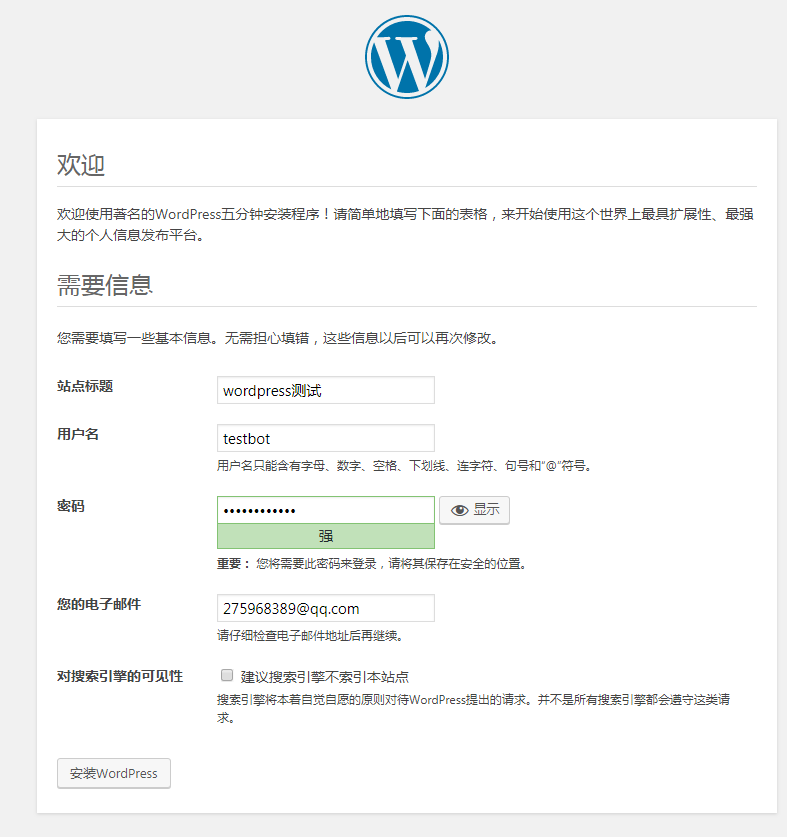 欢迎
欢迎使用著名的WordPress五分钟安装程序！请简单地填写下面的表格，来开始使用这个世界上最具扩展性、最强
大的个人信息发布平台。
需要信息
您需要填写一些基本信息。无需担心填错，这些信息以后可以再次修改。
站点标题 wordpress测试
用户名 testbot
用户名只能含有字母、数字、空格、下划线、连字符、句号和“@”符号。
密码 •••••••••••• 显示
强
重要： 您将需要此密码来登录，请将其保存在安全的位置。
您的电子邮件 275968389@qq.com
请仔细检查电子邮件地址后再继续。
对搜索引擎的可见性 建议搜索引擎不索引本站点
搜索引擎将本着自觉自愿的原则对待WordPress提出的请求。并不是所有搜索引擎都会遵守这类请
求。
安装WordPress